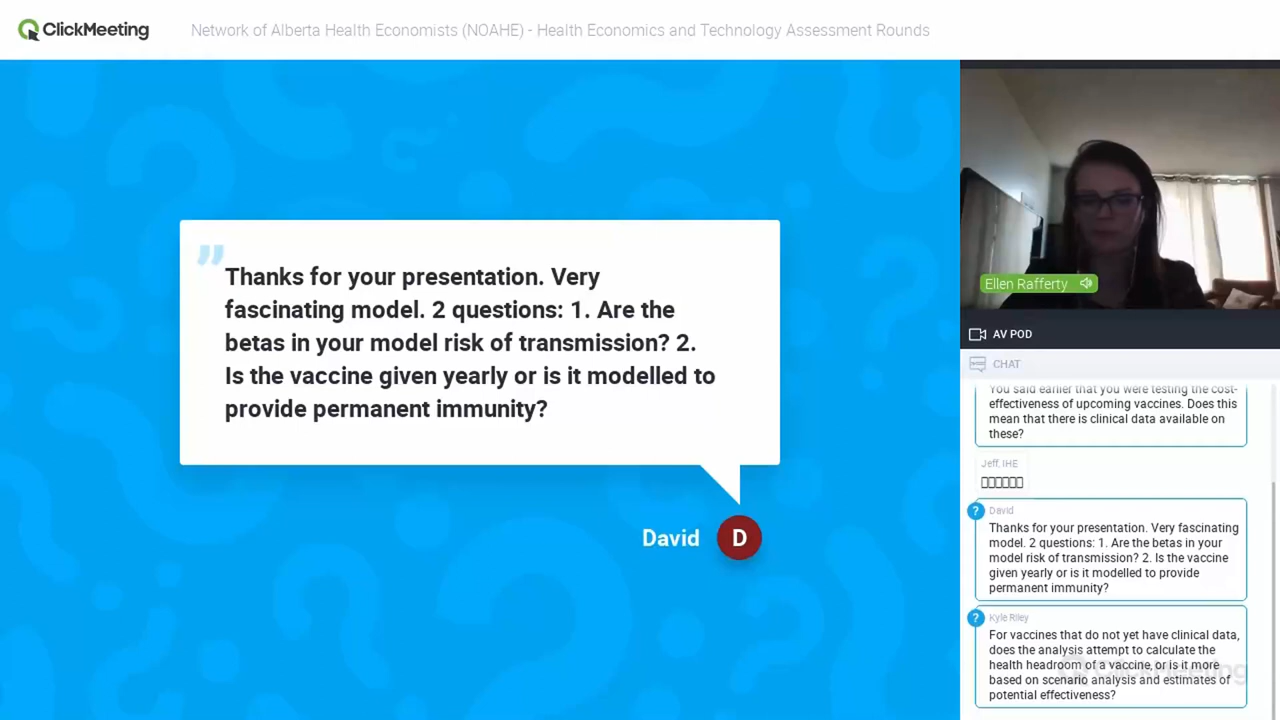 ClickMeeting
Network of Alberta Health Economists (NOAHE) - Health Economics and Technology Assessment Rounds
Thanks for your presentation. Very
fascinating model. 2 questions: 1. Are the
betas in your model risk of transmission? 2.
Is the vaccine given yearly or is it modelled to
provide permanent immunity?
David
D
Ellen Rafferty
AV POD
CHAT
You said earlier that you were testing the cost-
effectiveness of upcoming vaccines. Does this
mean that there is clinical data available on
these?
Jeff, IHE
?
David
Thanks for your presentation. Very fascinating
model. 2 questions: 1. Are the betas in your
model risk of transmission? 2. Is the vaccine
given yearly or is it modelled to provide
permanent immunity?
?
Kyle Riley
For vaccines that do not yet have clinical data,
does the analysis attempt to calculate the
health headroom of a vaccine, or is it more
based on scenario analysis and estimates of
potential effectiveness?
ClickMeeting